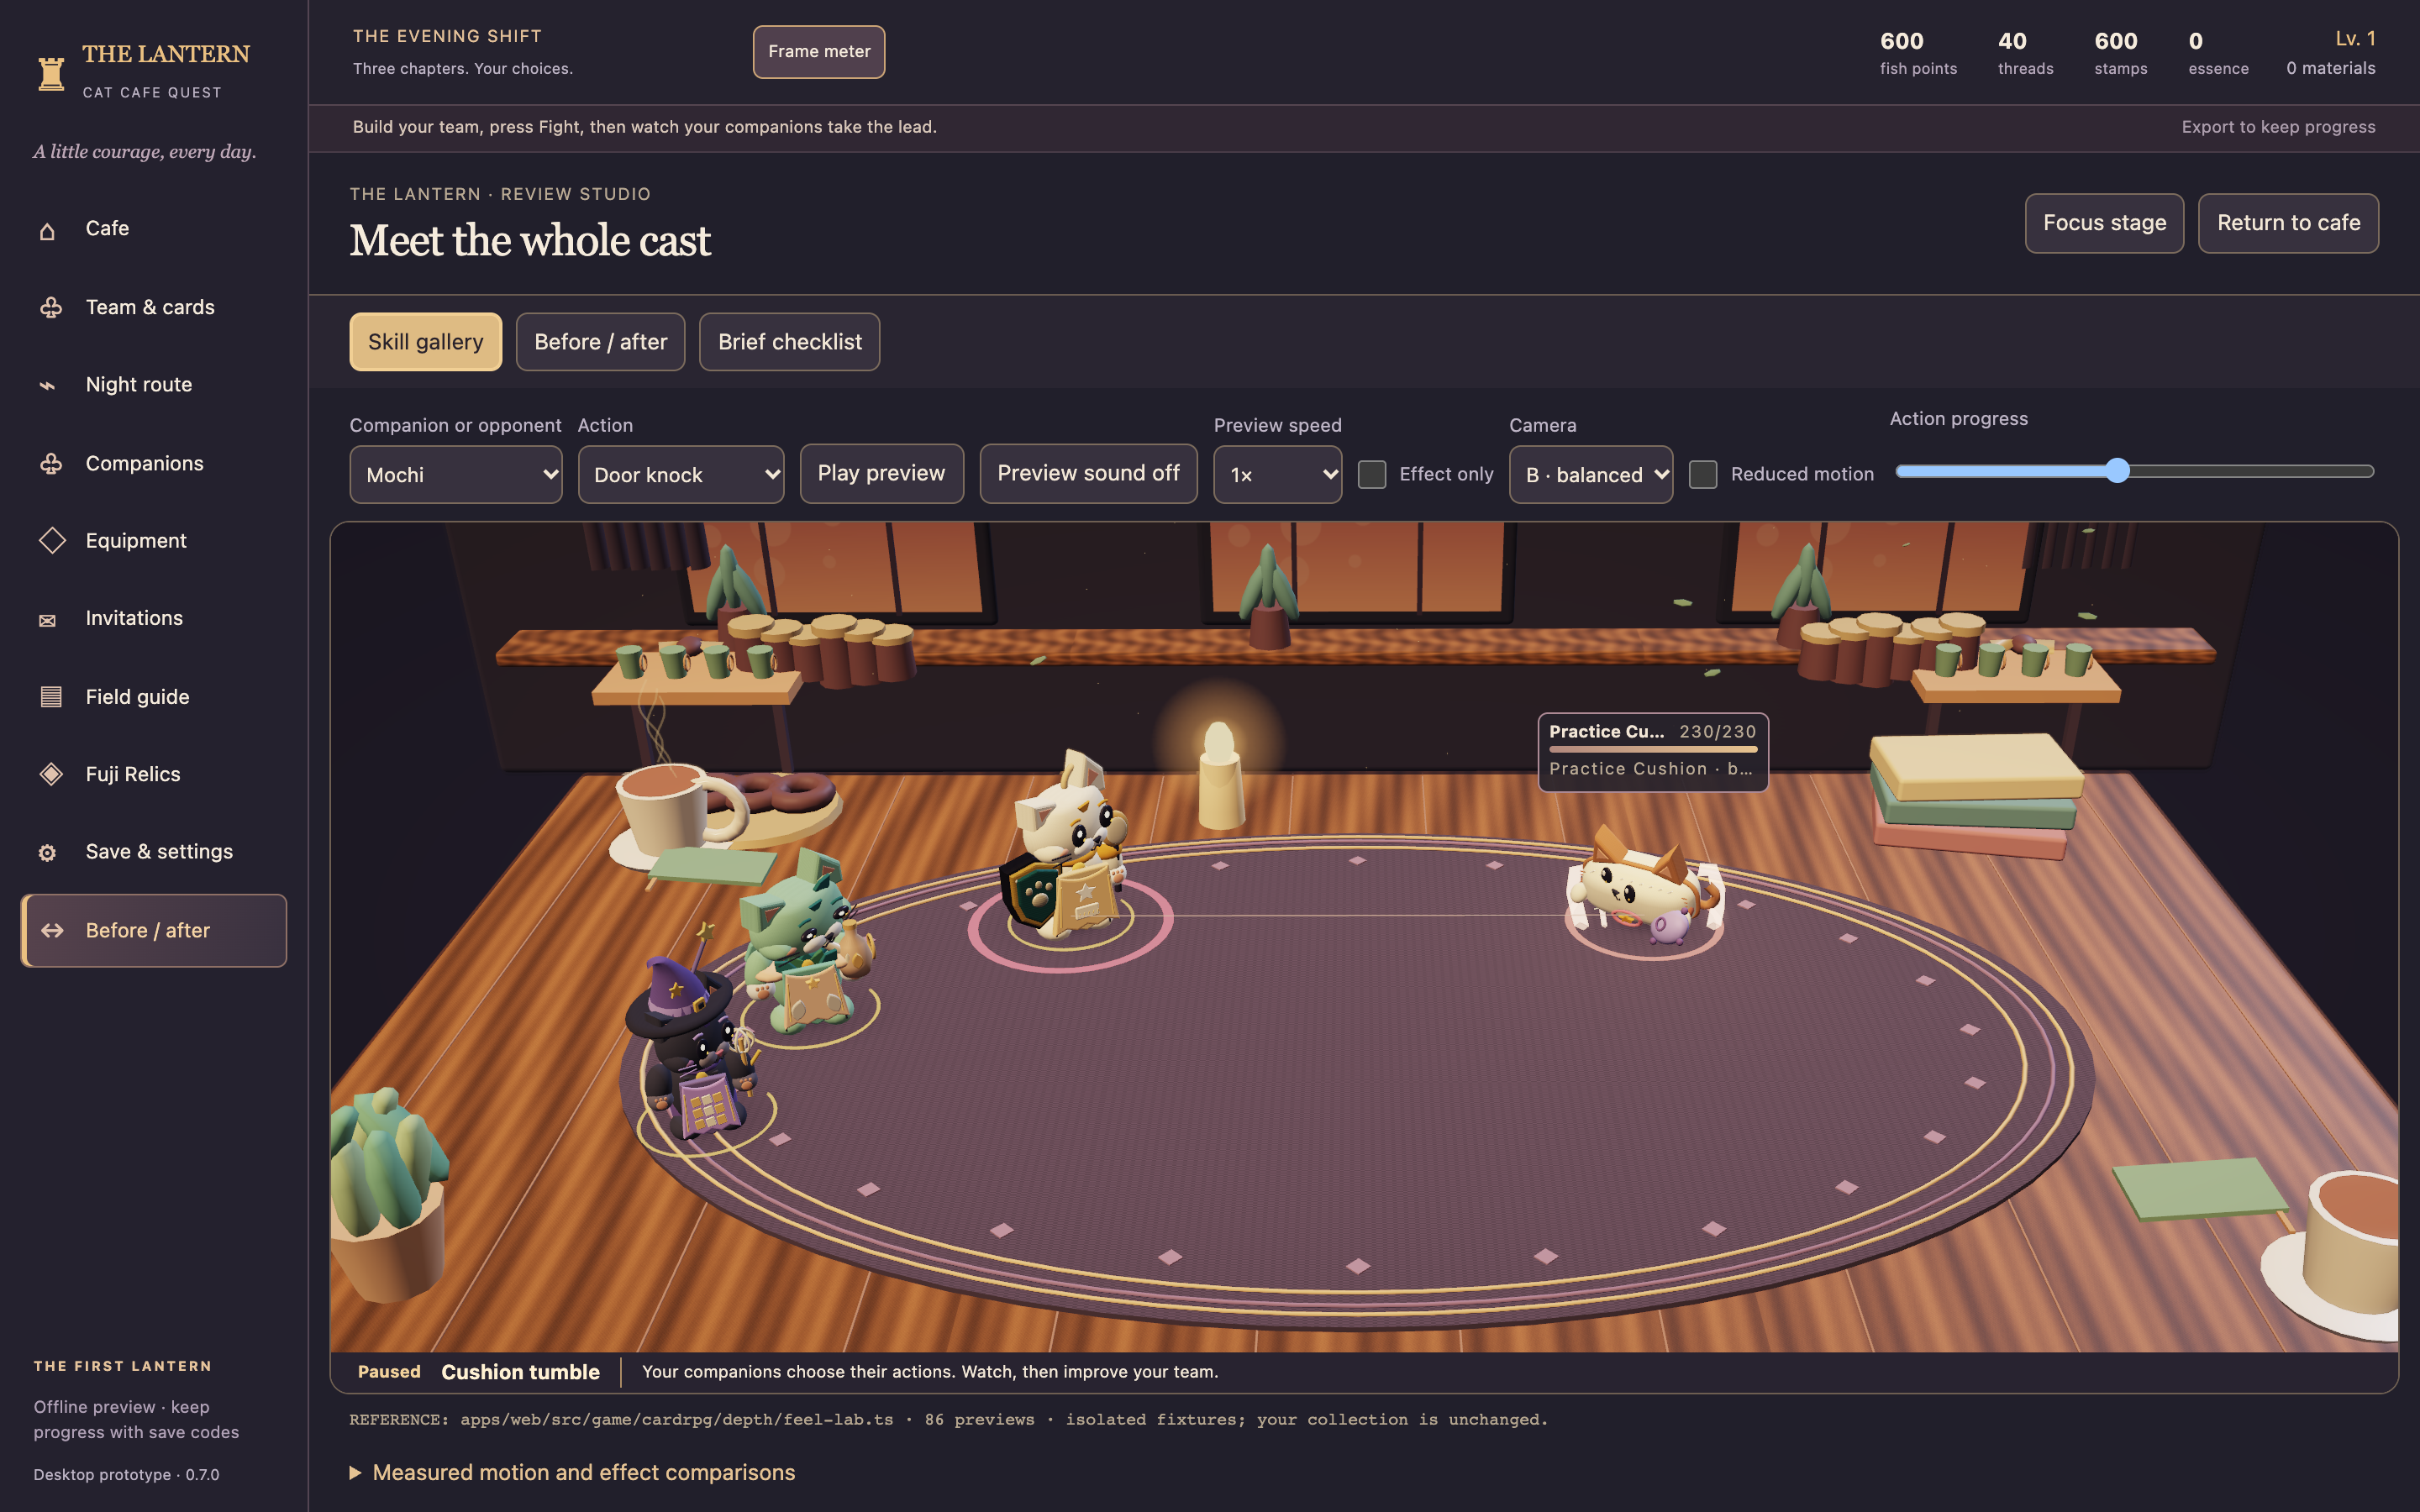 THE LANTERN
CAT CAFE QUEST
A little courage, every day.
Cafe
Team & cards
Night route
Companions
Equipment
Invitations
Field guide
Fuji Relics
Save & settings
Before / after
THE FIRST LANTERN
Offline preview · keep
progress with save codes
Desktop prototype · 0.7.0
THE EVENING SHIFT
Three chapters. Your choices.
Frame meter
600 fish points
40 threads
600 stamps
0 essence
Lv. 1
0 materials
Build your team, press Fight, then watch your companions take the lead.
Export to keep progress
THE LANTERN · REVIEW STUDIO
Meet the whole cast
Focus stage
Return to cafe
Skill gallery
Before / after
Brief checklist
Companion or opponent
Mochi
Action
Door knock
Play preview
Preview sound off
Preview speed
1×
Effect only
Camera
B · balanced
Reduced motion
Action progress
Practice Cu... 230/230
Practice Cushion · b...
Paused Cushion tumble Your companions choose their actions. Watch, then improve your team.
REFERENCE: apps/web/src/game/cardrpg/depth/feel-lab.ts · 86 previews · isolated fixtures; your collection is unchanged.
Measured motion and effect comparisons